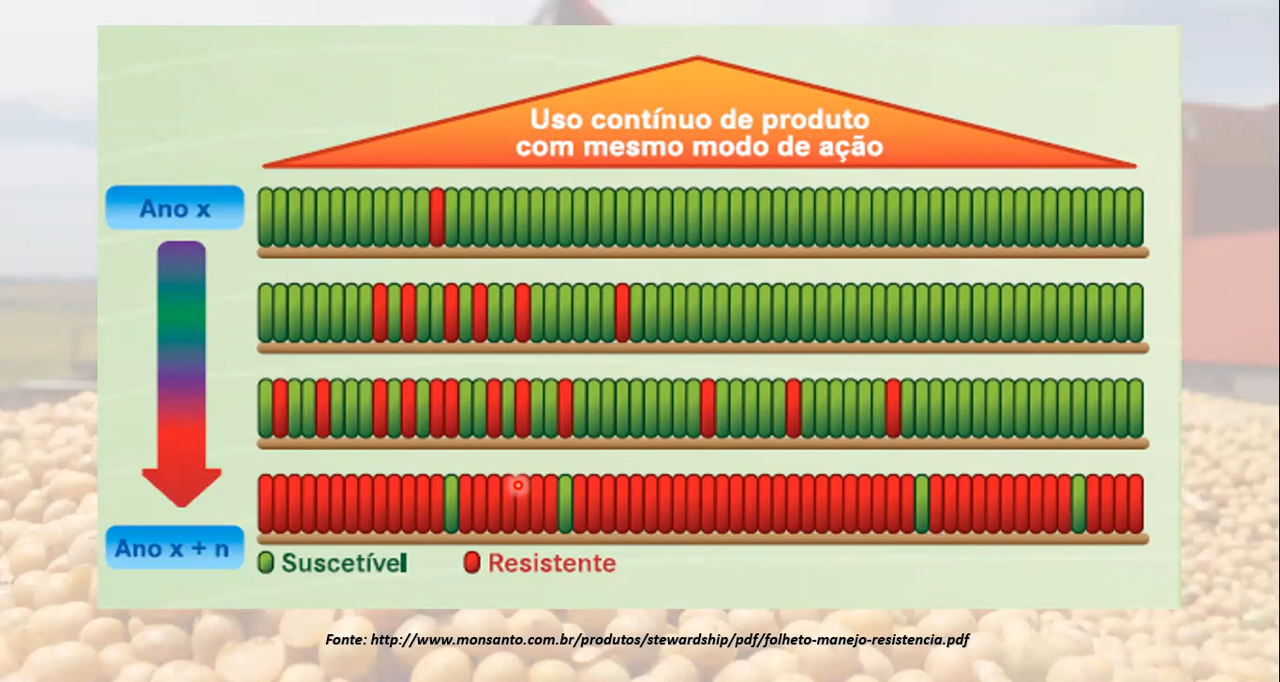 Uso contínuo de produto
com mesmo modo de ação
Ano x
Ano x + n
Suscetível
Resistente
Fonte: http://www.monsanto.com.br/produtos/stewardship/pdf/folheto-manejo-resistencia.pdf